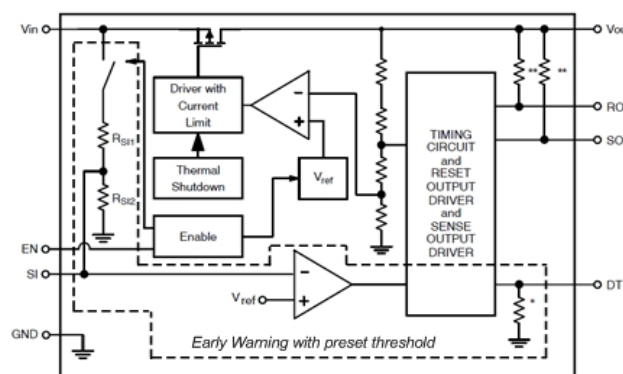 Vin
Vou
**
**
Driver with
Current
Limit
RO
SO
TIMING
CIRCUIT
and
RESET
OUTPUT
DRIVER
and
SENSE
OUTPUT
DRIVER
RSI1
Thermal
Shutdown
Vref
RSI2
Enable
EN
SI
DT
Vref
*
GND
Early Warning with preset threshold